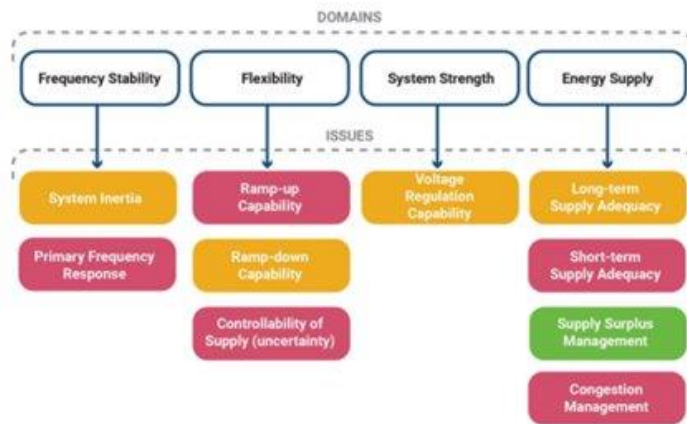 DOMAINS
Frequency Stability
Flexibility
System Strength
Energy Supply
ISSUES
System Inertia
Primary Frequency
Response
Ramp-up
Capability
Ramp-down
Capability
Controllability of
Supply (uncertainty)
Voltage
Regulation
Capability
Long-term
Supply Adequacy
Short-term
Supply Adequacy
Supply Surplus
Management
Congestion
Management